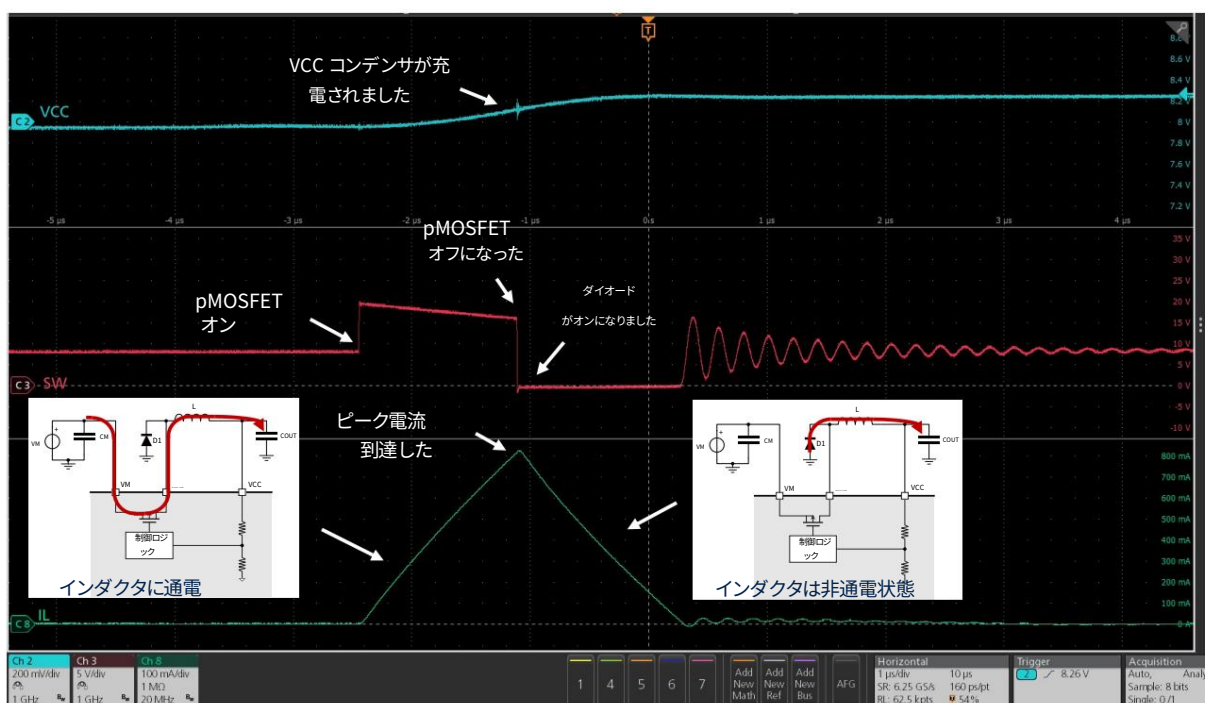 T
VCC コンデンサが充
電されました
C 2
VCC
8.6 V
8.4 V
8.2 V
8 V
7.8 V
7.6 V
7.4 V
7.2 V
-5 µs
-4 µs
-3 µs
-2 µs
-1 µs
0 s
1 µs
2 µs
3 µs
4 µs
pMOSFET
オフになった
pMOSFET
オン
ダイオード
がオンになりました
35 V
30 V
25 V
20 V
15 V
10 V
5 V
0 V
-5 V
-10 V
C 3
SW
L
VM
+
CM
D1
COUT
VM
VCC
制御ロジ
ック
インダクタに通電
ピーク電流
到達した
L
VM
+
CM
D1
COUT
VM
VCC
制御ロジ
ック
インダクタは非通電状態
800 mA
700 mA
600 mA
500 mA
400 mA
300 mA
200 mA
100 mA
0 A
C 8
IL
Ch 2
200 mV/div
1 GHz
Bw
Ch 3
5 V/div
1 GHz
Bw
Ch 8
100 mA/div
1 MΩ
20 MHz
Bw
1
4
5
6
7
Add
New
Math
Add
New
Ref
Add
New
Bus
AFG
Horizontal
1 µs/div 10 µs
SR: 6.25 GS/s 160 ps/pt
RL: 62.5 kpts 54%
Trigger
2 8.26 V
Acquisition
Auto, Analy
Sample: 8 bits
Single: 0 /1